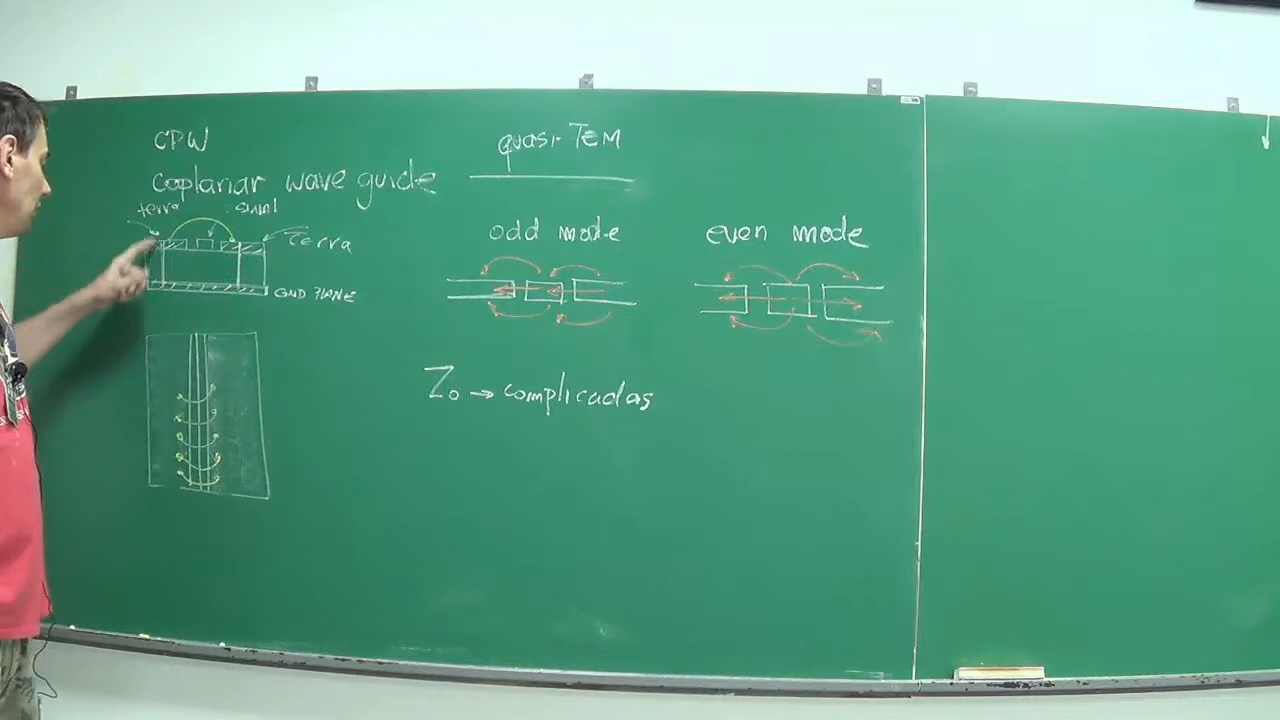 CPW
quasi-TEM
coplanar wave guide
terra
sinal
terra
GND PLANE
odd mode
even mode
Z₀ → complicadas